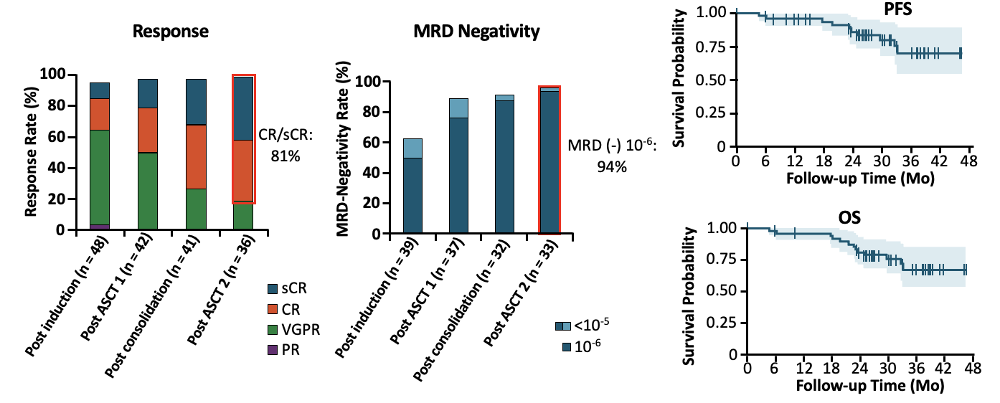 Response
Response Rate (%)
100
80
60
40
20
0
CR/sCR:
81%
Post induction (n = 48)
Post ASCT 1 (n = 42)
Post consolidation (n = 41)
Post ASCT 2 (n = 36)
sCR
CR
VGPR
PR
MRD Negativity
MRD-Negativity Rate (%)
100
80
60
40
20
0
MRD (-) 10⁻⁶:
94%
Post induction (n = 39)
Post ASCT 1 (n = 37)
Post consolidation (n = 32)
Post ASCT 2 (n = 33)
<10⁻⁵
10⁻⁶
PFS
Survival Probability
1.00
0.75
0.50
0.25
0
0 6 12 18 24 30 36 42 48
Follow-up Time (Mo)
OS
Survival Probability
1.00
0.75
0.50
0.25
0
0 6 12 18 24 30 36 42 48
Follow-up Time (Mo)